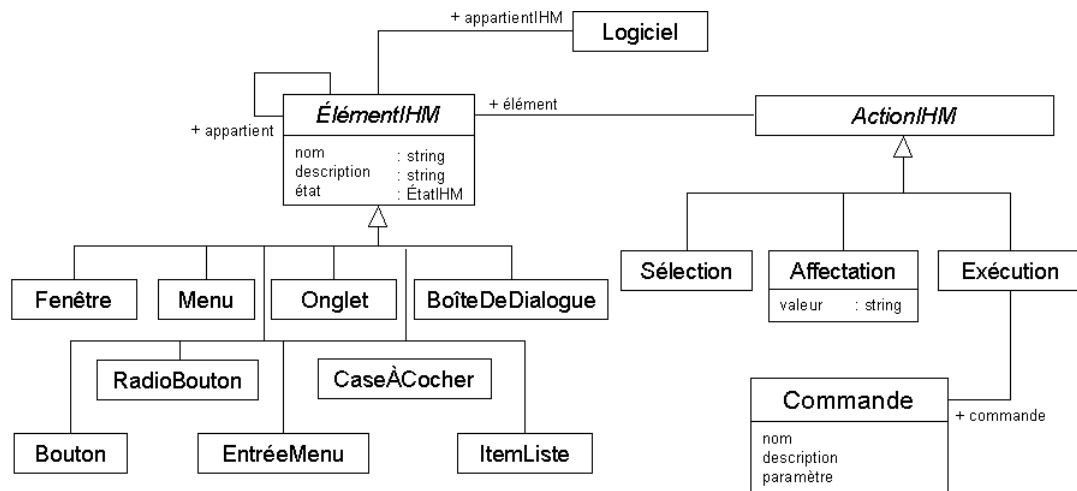 + appartientIHM
Logiciel
+ appartient
ÉlémentIHM
+ élément
ActionIHM
nom : string
description : string
état : ÉtatIHM
Sélection
Affectation
valeur : string
Exécution
Fenêtre
Menu
Onglet
BoîteDeDialogue
RadioBouton
CaseÀCocher
Bouton
EntréeMenu
ItemListe
Commande
+ commande
nom
description
paramètre